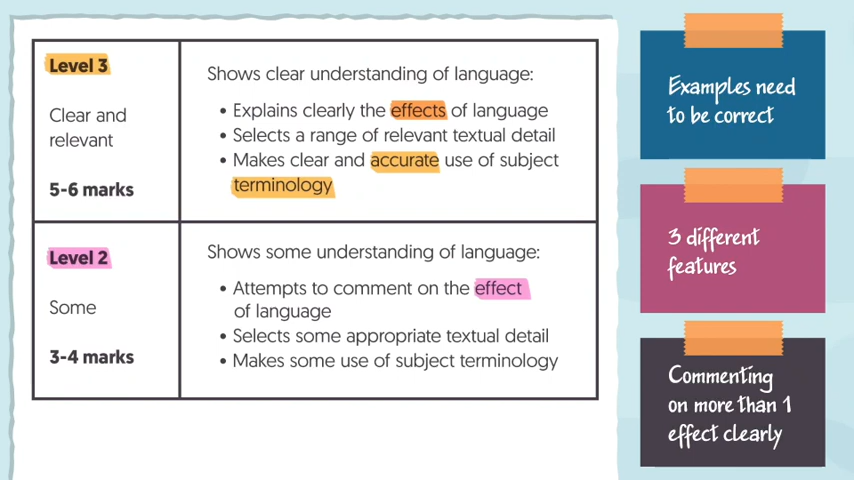 Level 3
Clear and
relevant
5-6 marks
Shows clear understanding of language:
• Explains clearly the effects of language
• Selects a range of relevant textual detail
• Makes clear and accurate use of subject
terminology
Level 2
Some
3-4 marks
Shows some understanding of language:
• Attempts to comment on the effect
of language
• Selects some appropriate textual detail
• Makes some use of subject terminology
Examples need
to be correct
3 different
features
Commenting
on more than 1
effect clearly